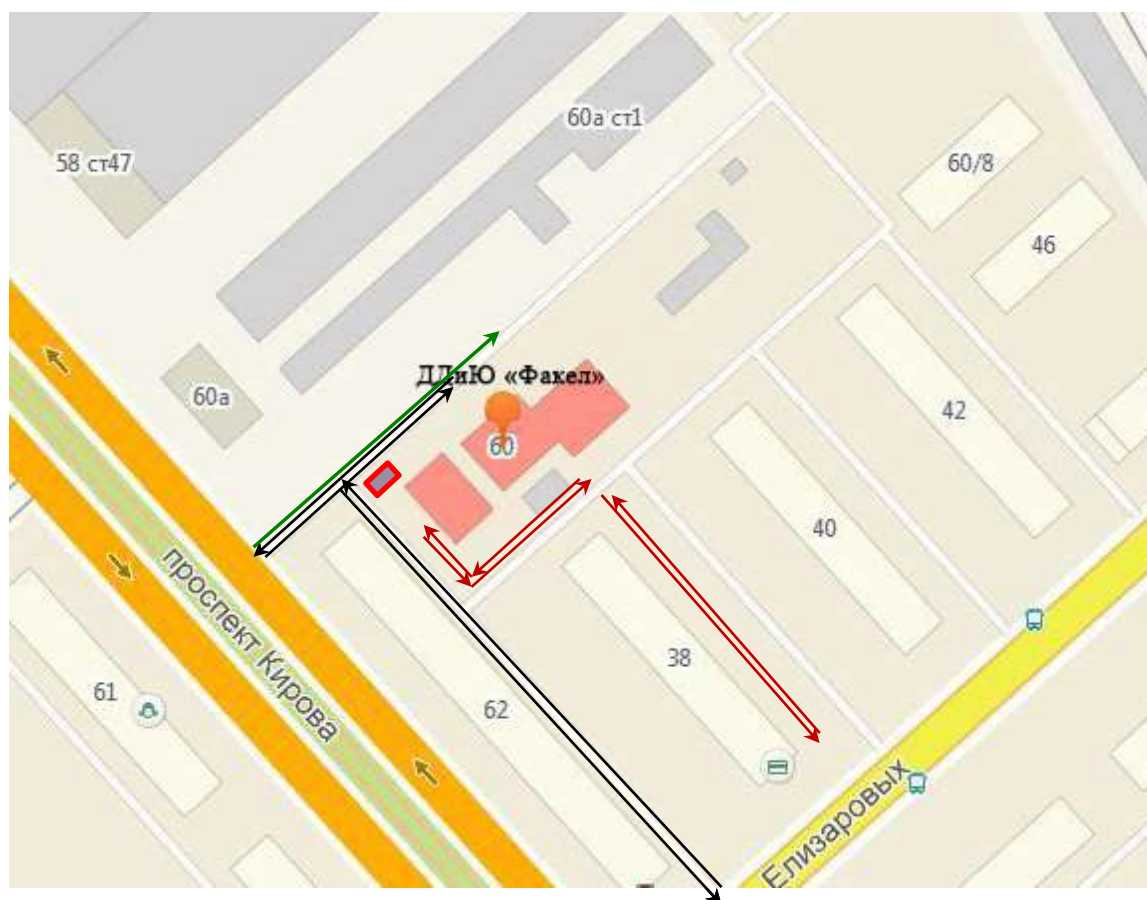 60а ст1
58 ст47
60/8
46
ДДиЮ «Факел»
60а
42
60
40
проспект Кирова
38
61
62
Елизаровых